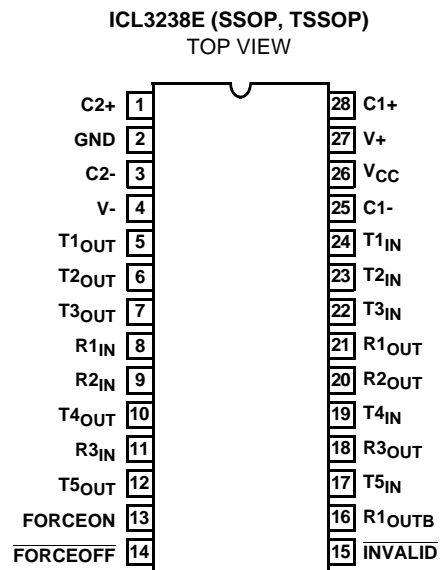 ICL3238E (SSOP, TSSOP)
TOP VIEW
C2+ 1 28 C1+
GND 2 27 V+
C2- 3 26 VCC
V- 4 25 C1-
T1OUT 5 24 T1IN
T2OUT 6 23 T2IN
T3OUT 7 22 T3IN
R1IN 8 21 R1OUT
R2IN 9 20 R2OUT
T4OUT 10 19 T4IN
R3IN 11 18 R3OUT
T5OUT 12 17 T5IN
FORCEON 13 16 R1OUTB
FORCEOFF 14 15 INVALID